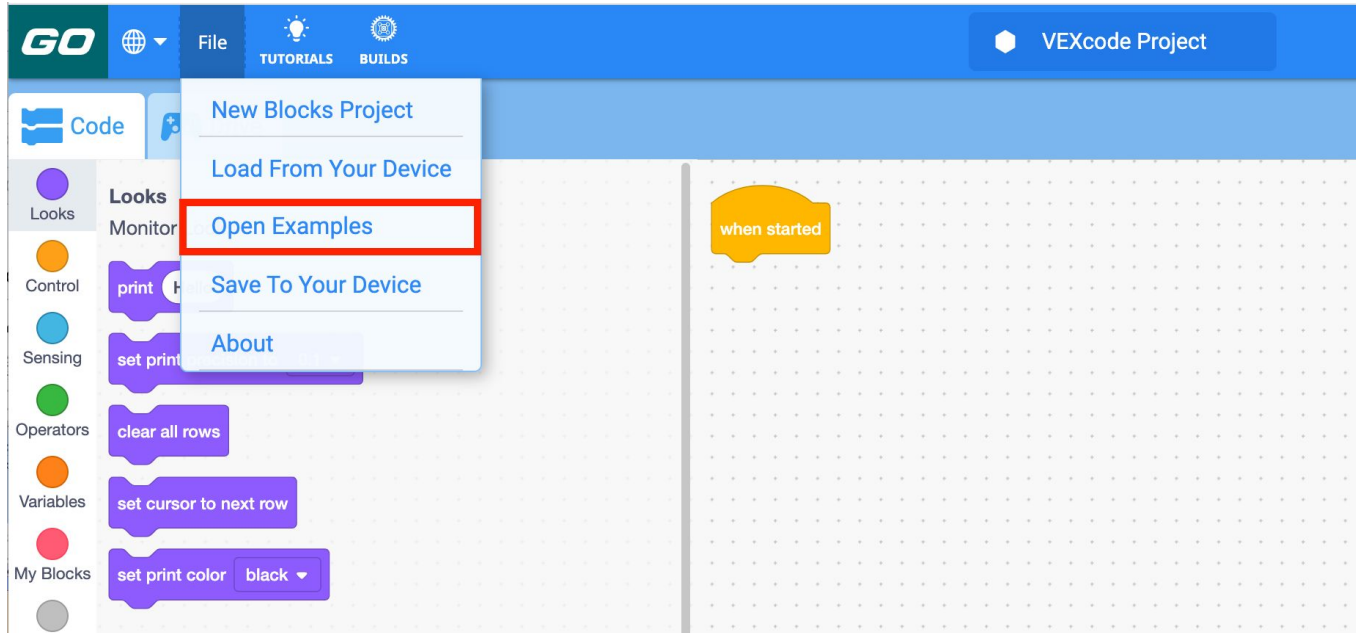 GO
File
TUTORIALS
BUILDS
VEXcode Project
Code
New Blocks Project
Load From Your Device
Open Examples
Save To Your Device
About
Looks
Control
Sensing
Operators
Variables
My Blocks
Looks
Monitor
print
set print
clear all rows
set cursor to next row
set print color black
when started